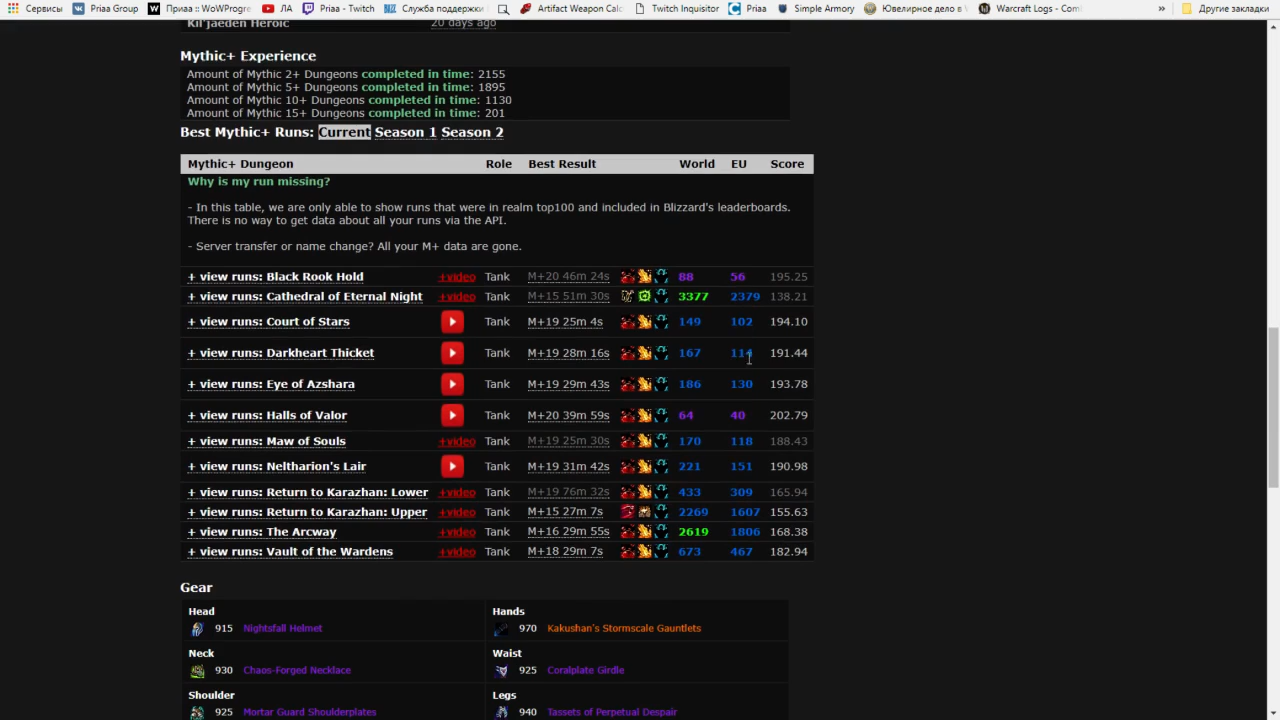 Сервисы Priaa Group Приаа :: WoWProgre ЛА Priaa - Twitch Служба поддержки Artifact Weapon Calc Twitch Inquisitor Priaa Simple Armory Ювелирное дело в Warcraft Logs - Com » Другие закладки
Kil'jaeden Heroic 20 days ago
Mythic+ Experience
Amount of Mythic 2+ Dungeons completed in time: 2155
Amount of Mythic 5+ Dungeons completed in time: 1895
Amount of Mythic 10+ Dungeons completed in time: 1130
Amount of Mythic 15+ Dungeons completed in time: 201
Best Mythic+ Runs: Current Season 1 Season 2
Mythic+ Dungeon Role Best Result World EU Score
Why is my run missing?
- In this table, we are only able to show runs that were in realm top100 and included in Blizzard's leaderboards.
There is no way to get data about all your runs via the API.
- Server transfer or name change? All your M+ data are gone.
+ view runs: Black Rook Hold +video Tank M+20 46m 24s 88 56 195.25
+ view runs: Cathedral of Eternal Night +video Tank M+15 51m 30s 3377 2379 138.21
+ view runs: Court of Stars Tank M+19 25m 4s 149 102 194.10
+ view runs: Darkheart Thicket Tank M+19 28m 16s 167 114 191.44
+ view runs: Eye of Azshara Tank M+19 29m 43s 186 130 193.78
+ view runs: Halls of Valor Tank M+20 39m 59s 64 40 202.79
+ view runs: Maw of Souls +video Tank M+19 25m 30s 170 118 188.43
+ view runs: Neltharion's Lair Tank M+19 31m 42s 221 151 190.98
+ view runs: Return to Karazhan: Lower +video Tank M+19 76m 32s 433 309 165.94
+ view runs: Return to Karazhan: Upper +video Tank M+15 27m 7s 2269 1607 155.63
+ view runs: The Arcway +video Tank M+16 29m 55s 2619 1806 168.38
+ view runs: Vault of the Wardens +video Tank M+18 29m 7s 673 467 182.94
Gear
Head Hands
915 Nightsfall Helmet 970 Kakushan's Stormscale Gauntlets
Neck Waist
930 Chaos-Forged Necklace 925 Coralplate Girdle
Shoulder Legs
925 Mortar Guard Shoulderplates 940 Tassets of Perpetual Despair